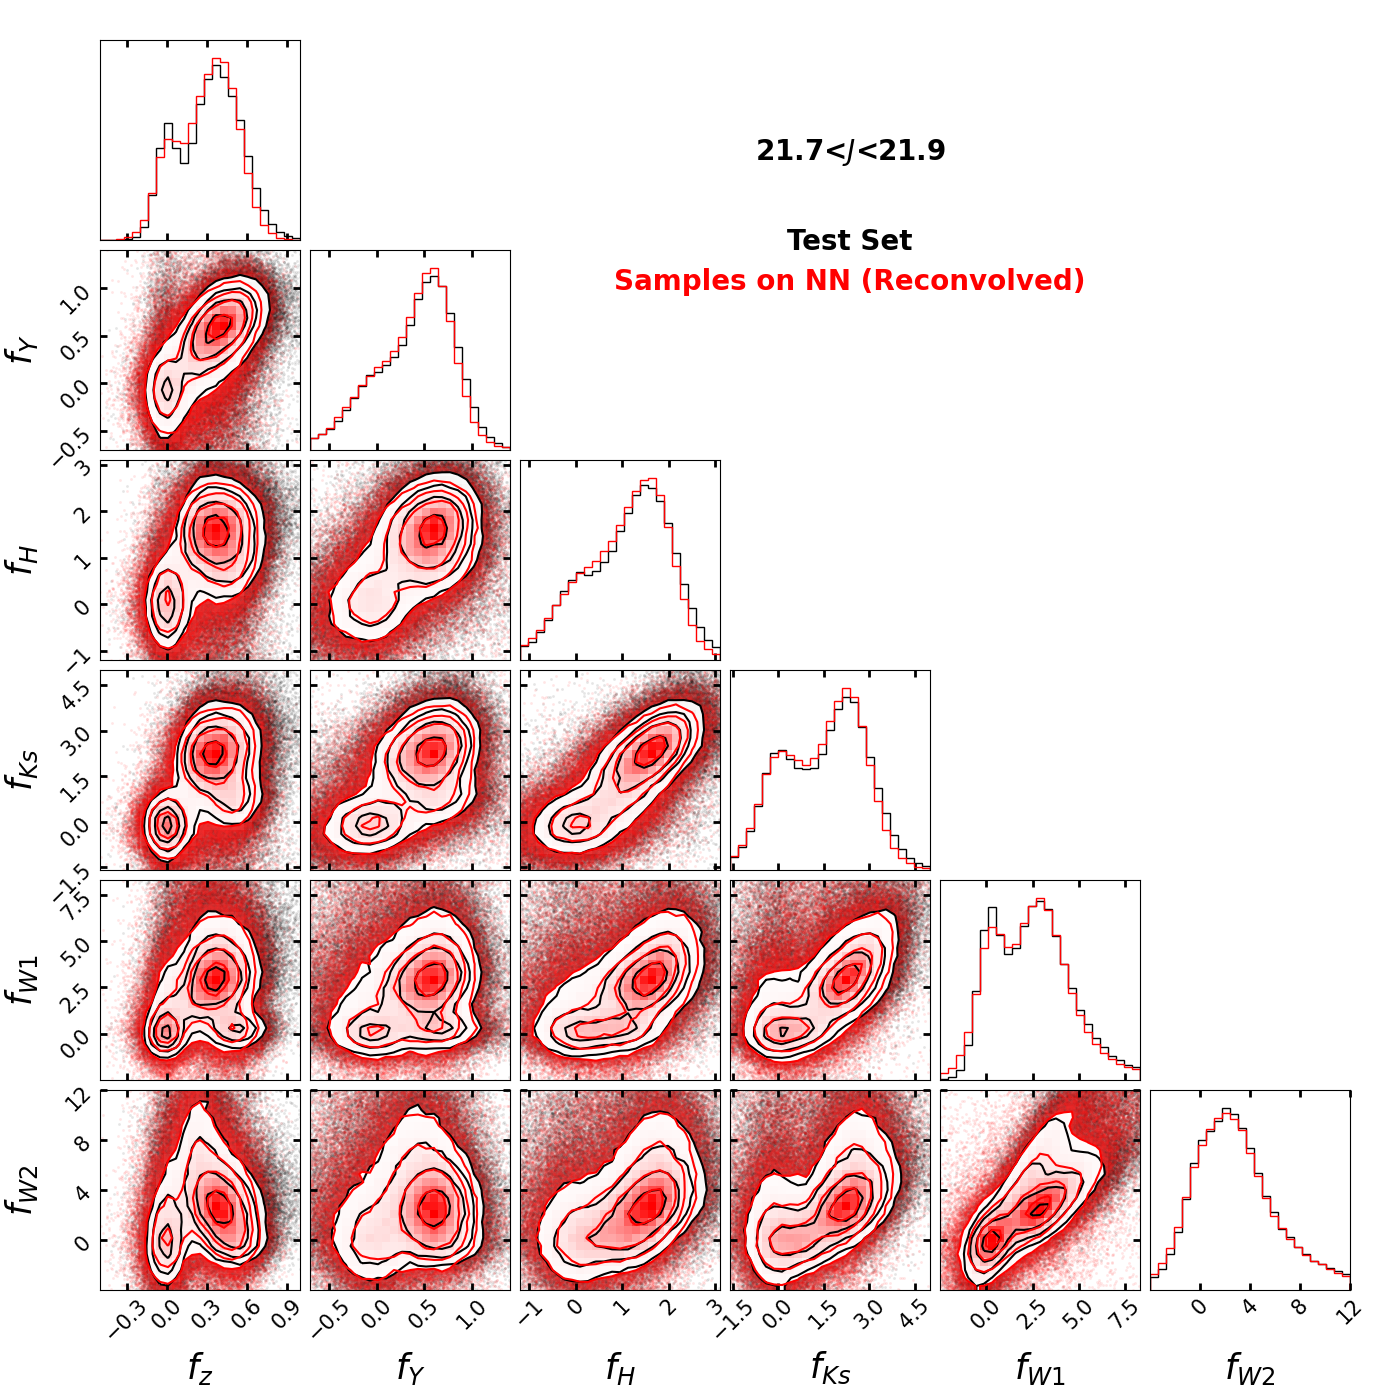 21.7<J<21.9
Test Set
Samples on NN (Reconvolved)
f_Y
1.0
0.5
0.0
−0.5
f_H
3
2
1
0
−1
f_Ks
4.5
3.0
1.5
0.0
−1.5
f_W1
7.5
5.0
2.5
0.0
f_W2
12
8
4
0
−0.3 0.0 0.3 0.6 0.9 −0.5 0.0 0.5 1.0 −1 0 1 2 3 −1.5 0.0 1.5 3.0 4.5 0.0 2.5 5.0 7.5 0 4 8 12
f_z f_Y f_H f_Ks f_W1 f_W2